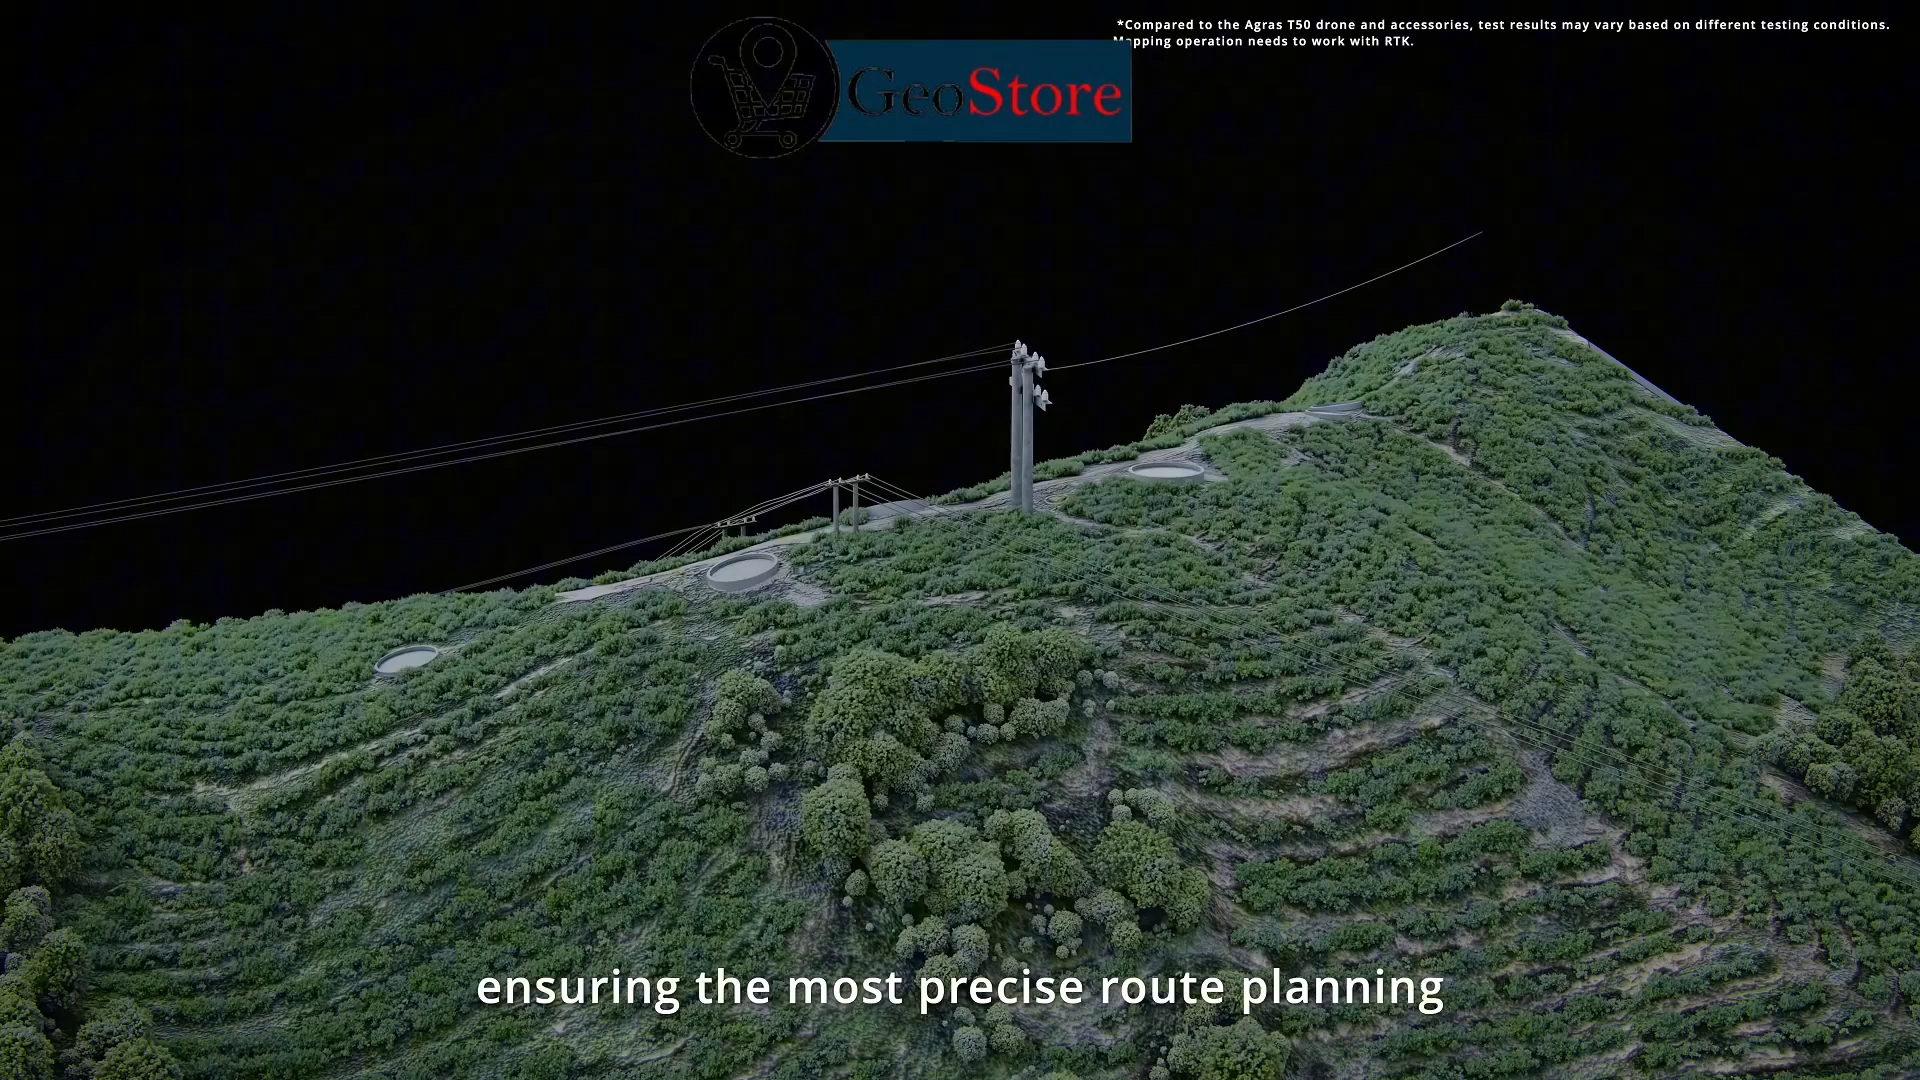 *Compared to the Agras T50 drone and accessories, test results may vary based on different testing conditions.
Mapping operation needs to work with RTK.
GeoStore
ensuring the most precise route planning